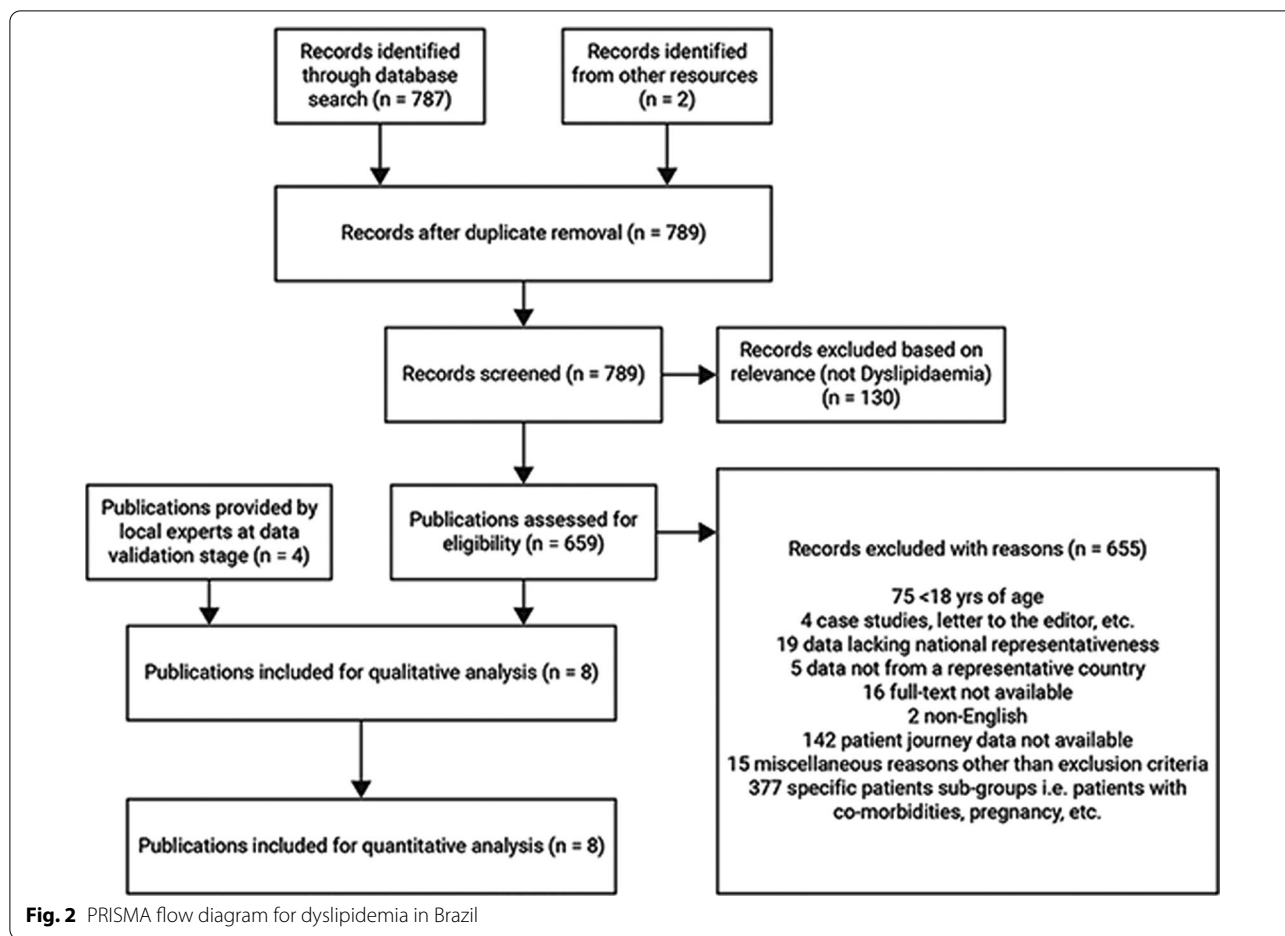 Records identified
through database
search (n = 787)
Records identified
from other resources
(n = 2)
Records after duplicate removal (n = 789)
Records screened (n = 789)
Records excluded based on
relevance (not Dyslipidaemia)
(n = 130)
Publications provided by
local experts at data
validation stage (n = 4)
Publications assessed for
eligibility (n = 659)
Records excluded with reasons (n = 655)
75 <18 yrs of age
4 case studies, letter to the editor, etc.
19 data lacking national representativeness
5 data not from a representative country
16 full-text not available
2 non-English
142 patient journey data not available
15 miscellaneous reasons other than exclusion criteria
377 specific patients sub-groups i.e. patients with
co-morbidities, pregnancy, etc.
Publications included for qualitative analysis (n = 8)
Publications included for quantitative analysis (n = 8)
Fig. 2 PRISMA flow diagram for dyslipidemia in Brazil